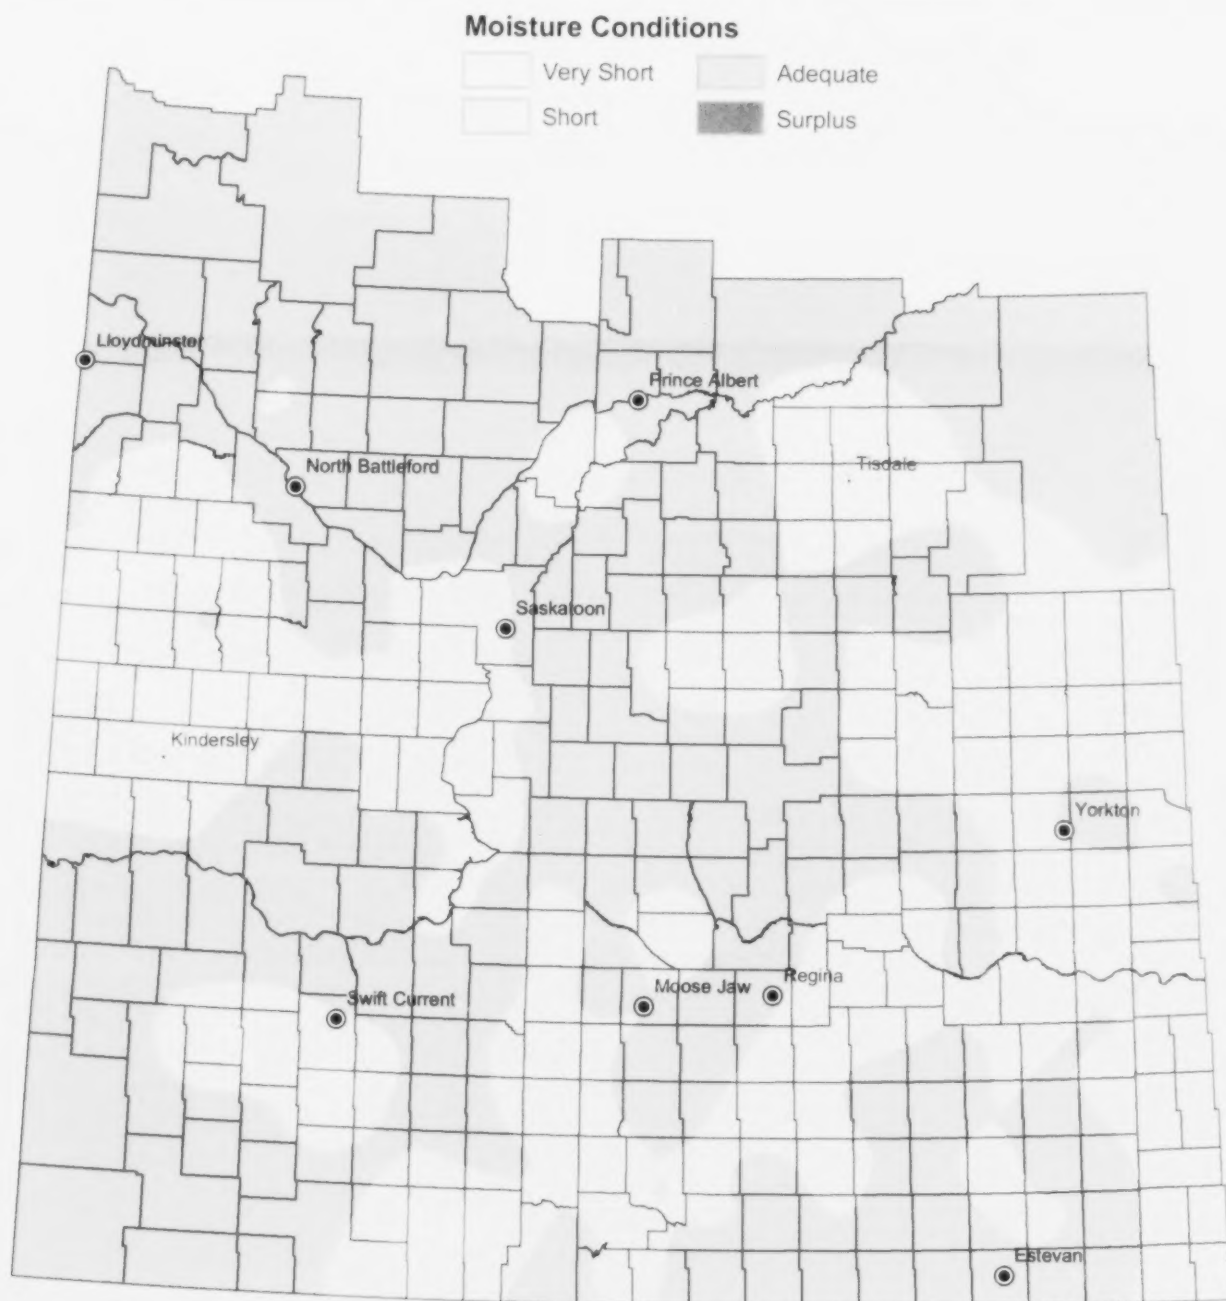 Moisture Conditions
Very Short
Adequate
Short
Surplus
Lloydminster
Prince Albert
Tisdale
North Battleford
Saskatoon
Kindersley
Yorkton
Regina
Moose Jaw
Swift Current
Estevan